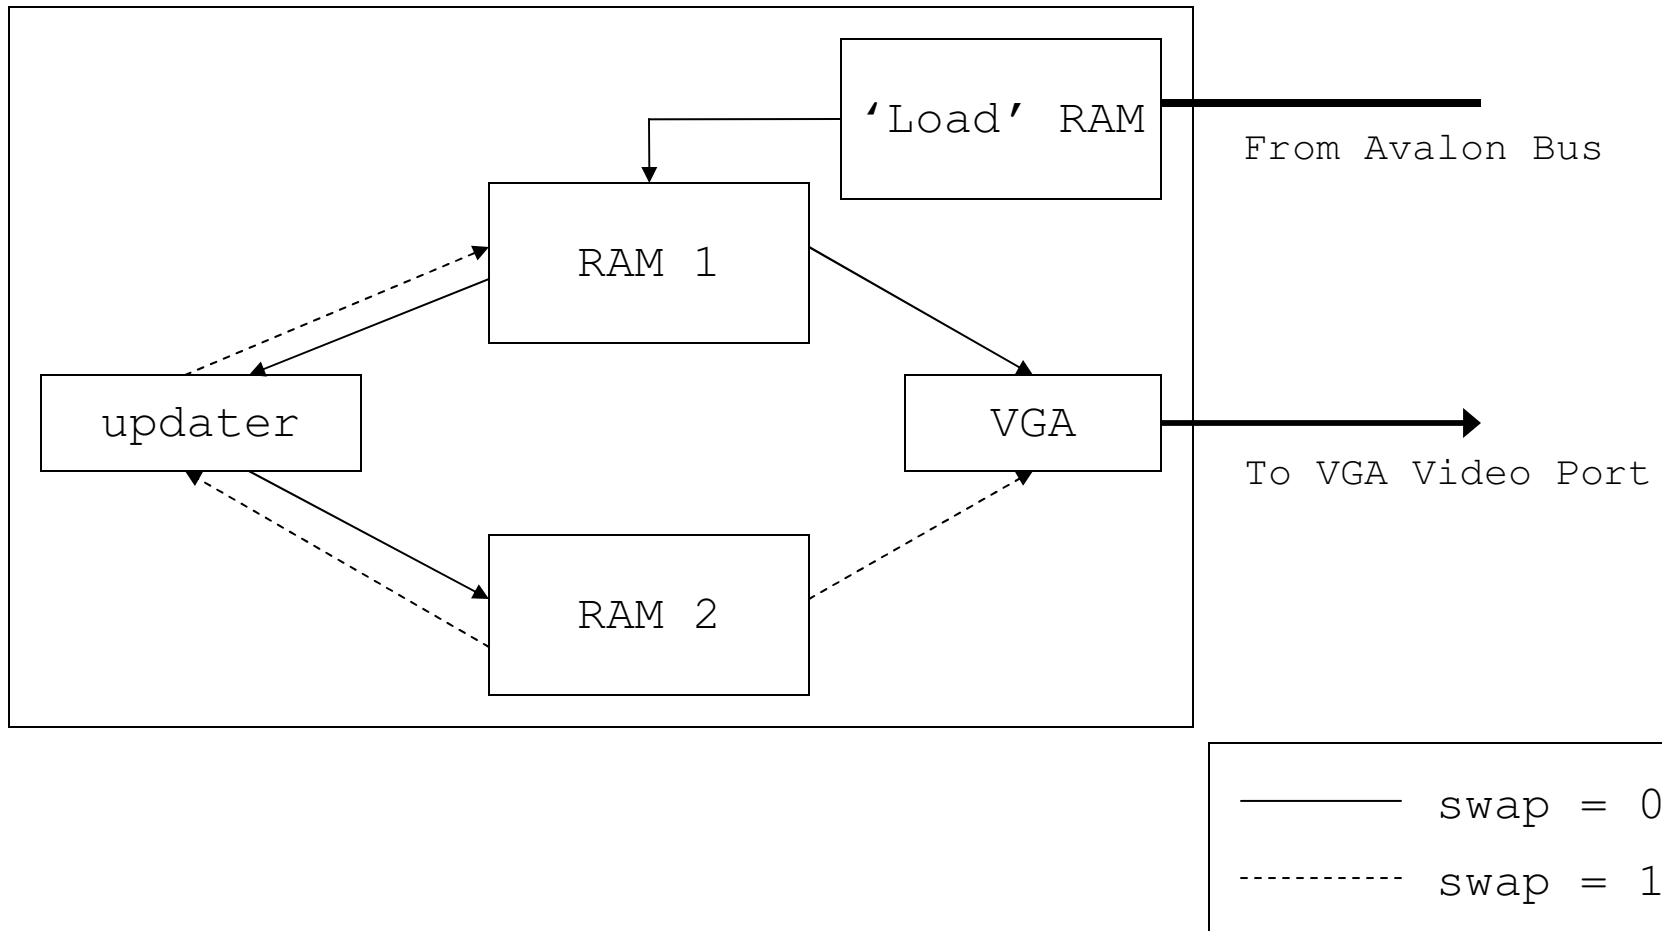 ‘Load’ RAM
From Avalon Bus
RAM 1
updater
VGA
To VGA Video Port
RAM 2
swap = 0
swap = 1